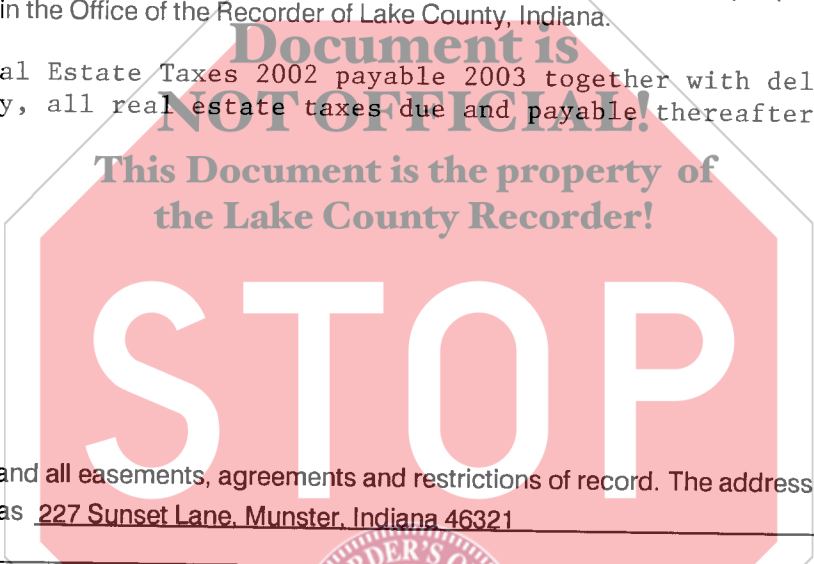 in the Office of the Recorder of Lake County, Indiana.
Document is
al Estate Taxes 2002 payable 2003 together with del
NOT OFFICIAL!
y, all real estate taxes due and payable thereafter
This Document is the property of
the Lake County Recorder!
STOP
and all easements, agreements and restrictions of record. The address
as 227 Sunset Lane, Munster, Indiana 46321